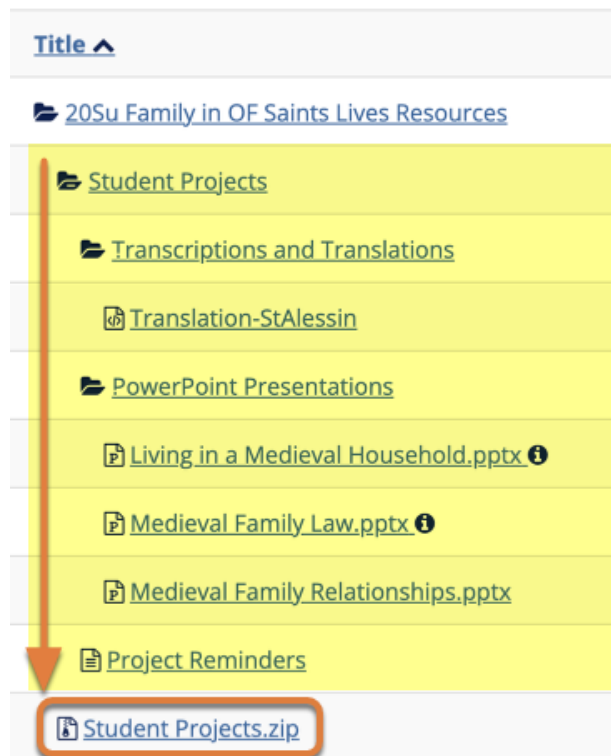 Title
20Su Family in OF Saints Lives Resources
Student Projects
Transcriptions and Translations
Translation-StAlessin
PowerPoint Presentations
Living in a Medieval Household.pptx
Medieval Family Law.pptx
Medieval Family Relationships.pptx
Project Reminders
Student Projects.zip